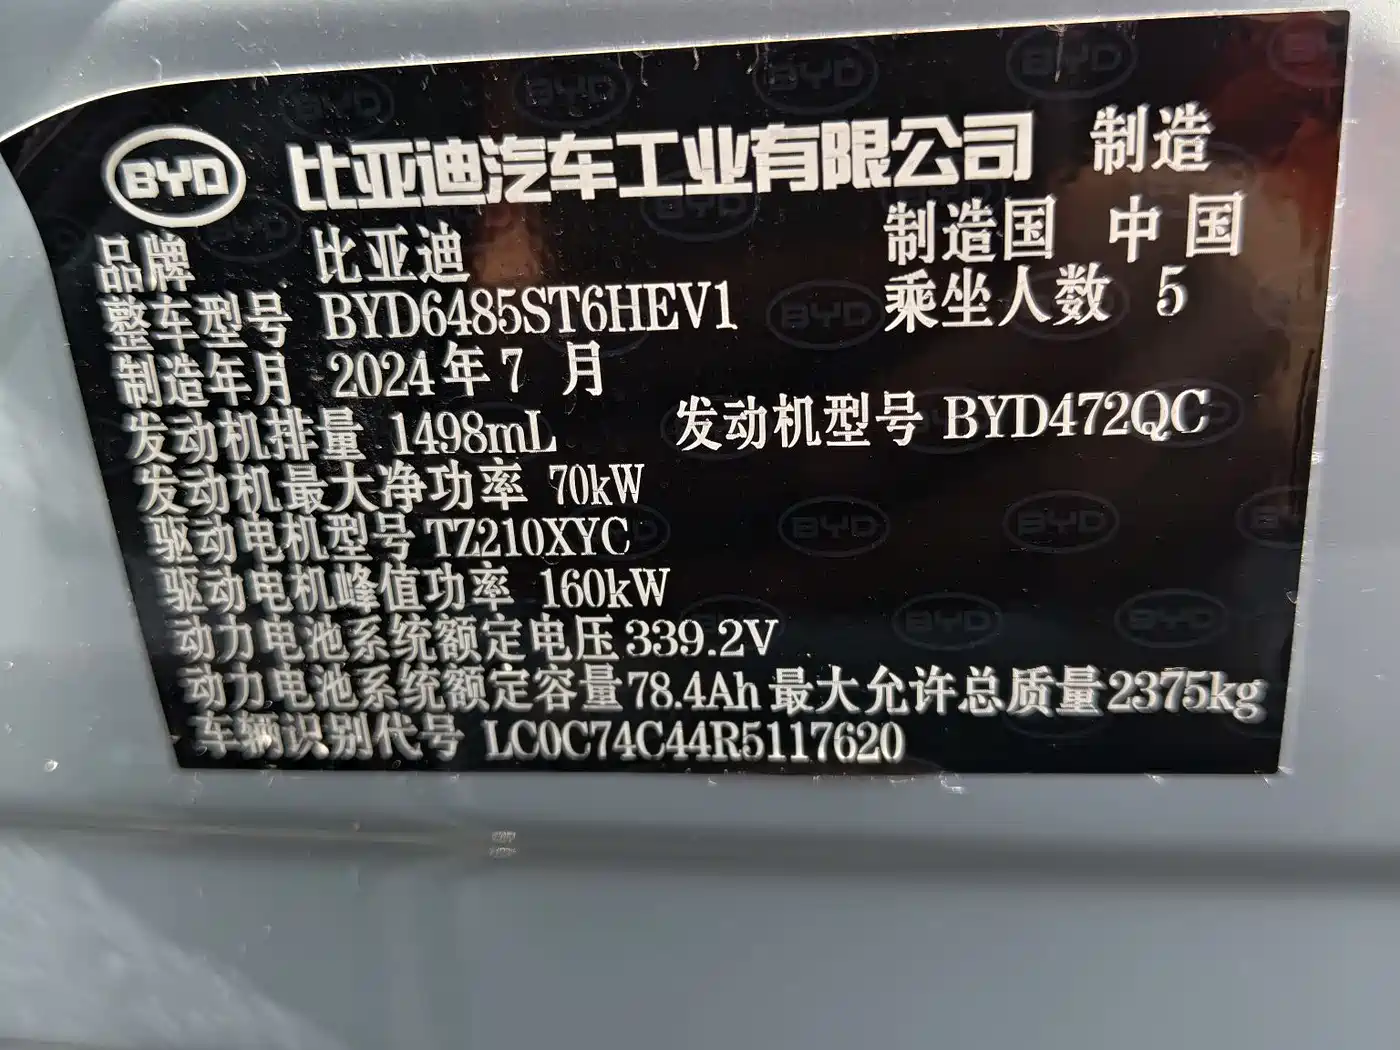 BYD 比亚迪汽车工业有限公司 制造
品牌 比亚迪 制造国 中国
整车型号 BYD6485ST6HEV1 乘坐人数 5
制造年月 2024年7月
发动机排量 1498mL 发动机型号 BYD472QC
发动机最大净功率 70kW
驱动电机型号 TZ210XYC
驱动电机峰值功率 160kW
动力电池系统额定电压 339.2V
动力电池系统额定容量 78.4Ah 最大允许总质量 2375kg
车辆识别代号 LC0C74C44R5117620